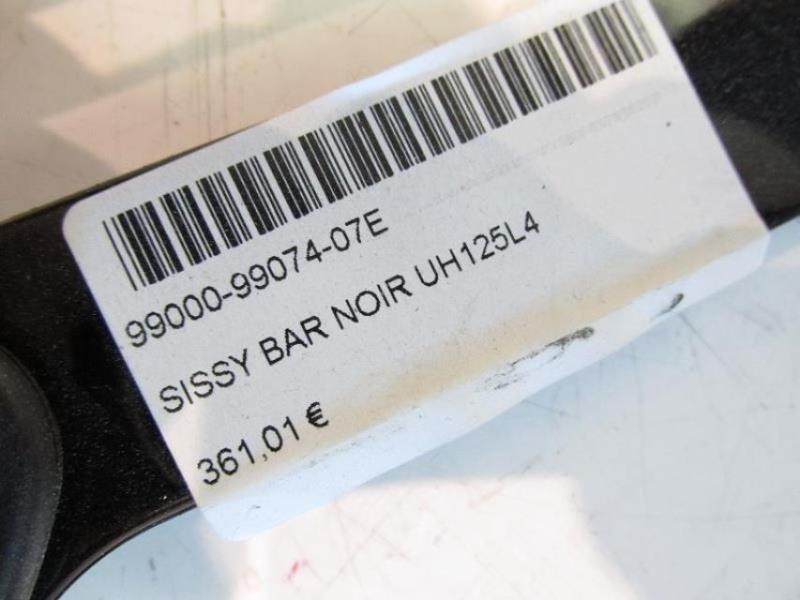 99000-99074-07E
SISSY BAR NOIR UH125L4
361,01 €